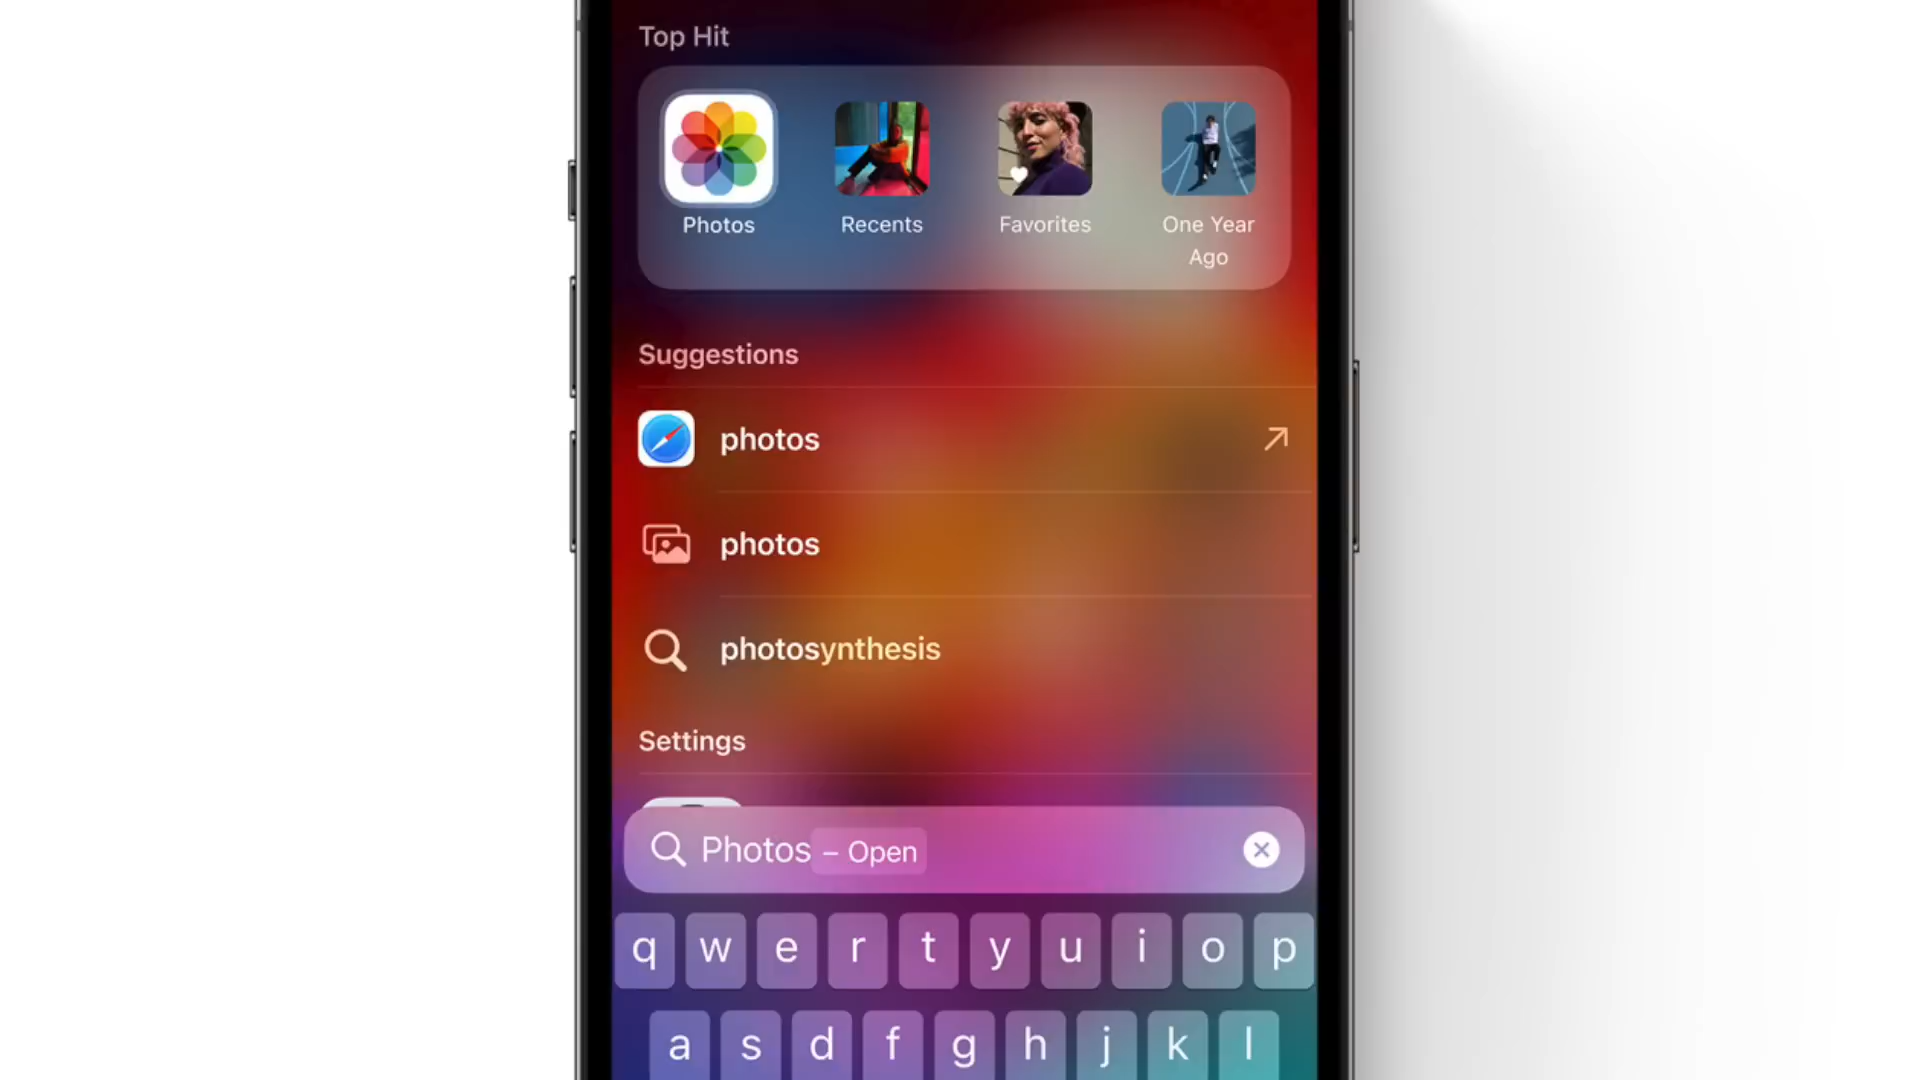 Top Hit
Photos
Recents
Favorites
One Year
Ago
Suggestions
photos
photos
photosynthesis
Settings
Photos – Open
q w e r t y u i o p
a s d f g h j k l